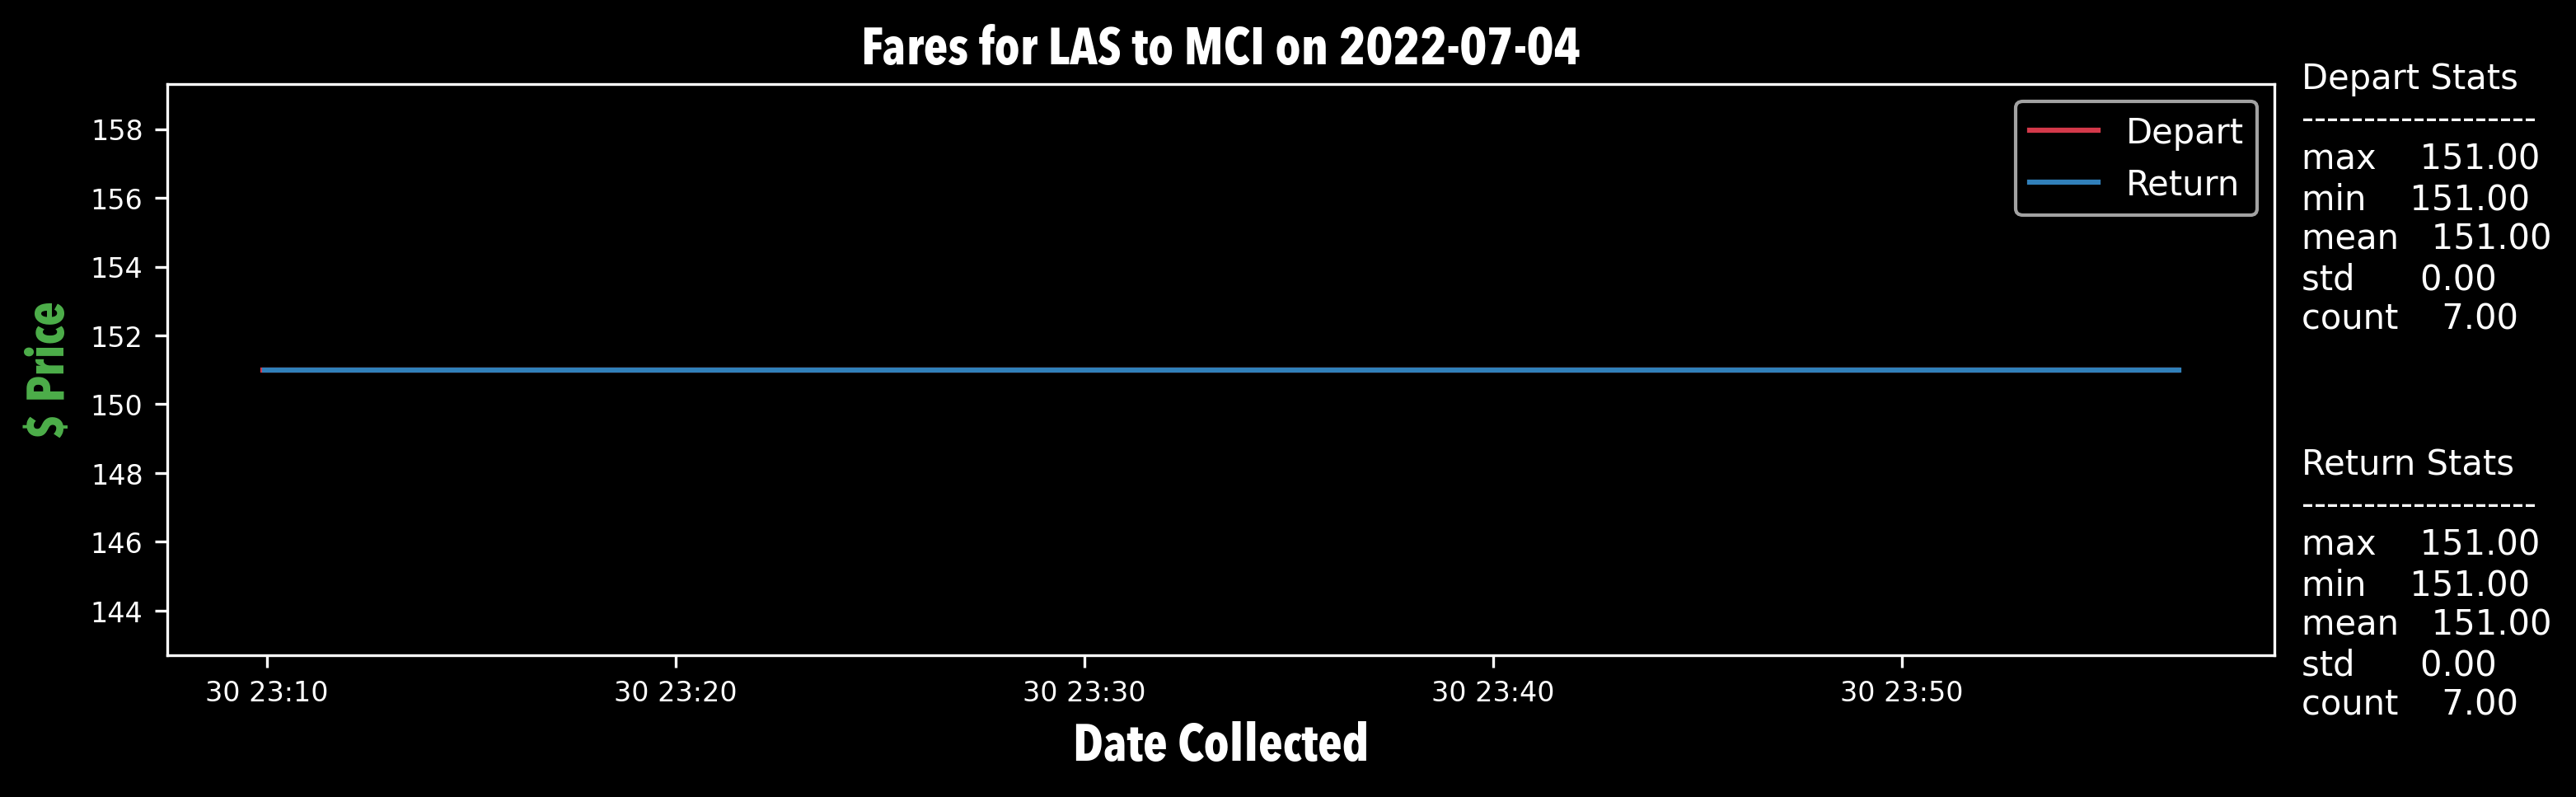 Fares for LAS to MCI on 2022-07-04
158
156
154
152
150
148
146
144
$ Price
30 23:10 30 23:20 30 23:30 30 23:40 30 23:50
Date Collected
Depart
Return
Depart Stats
-------------------
max 151.00
min 151.00
mean 151.00
std 0.00
count 7.00
Return Stats
-------------------
max 151.00
min 151.00
mean 151.00
std 0.00
count 7.00